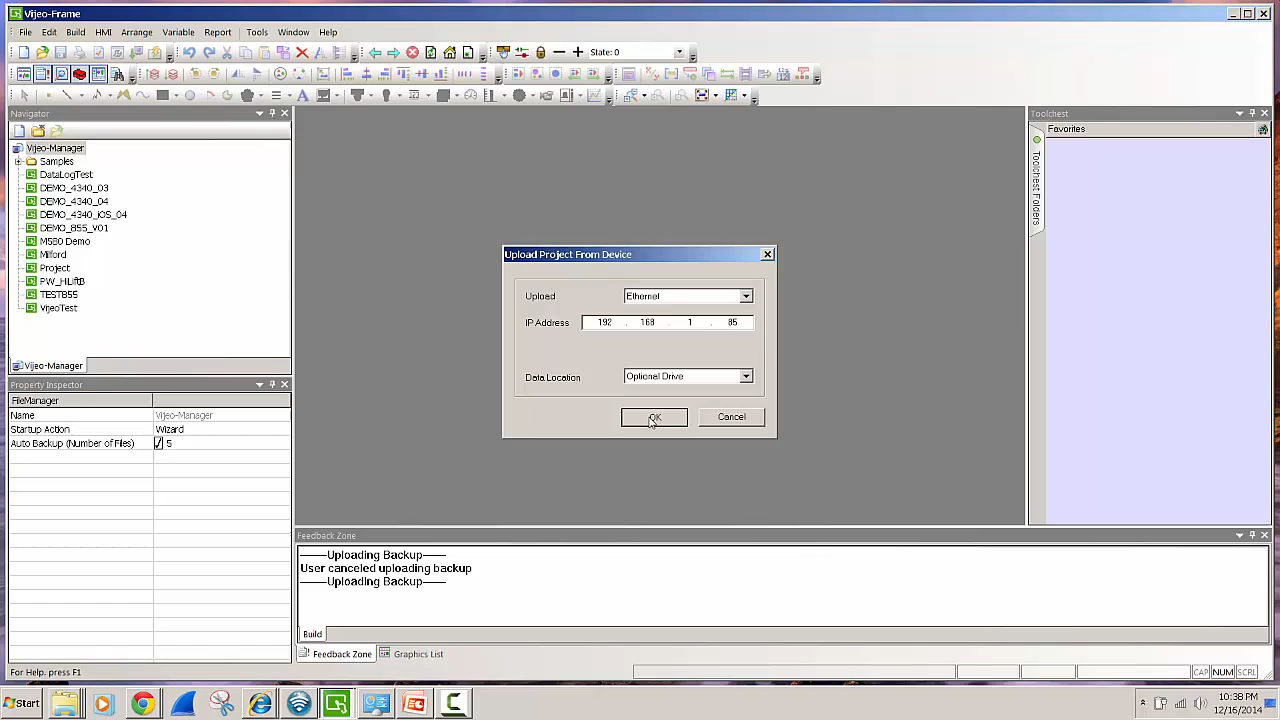 Vijeo-Frame
File Edit Build HMI Arrange Variable Report Tools Window Help
State: 0
Navigator
Vijeo-Manager
Samples
DataLogTest
DEMO_4340_03
DEMO_4340_04
DEMO_4340_iOS_04
DEMO_855_V01
M580 Demo
Milford
Project
PW_HiLiftB
TEST855
VijeoTest
Vijeo-Manager
Property Inspector
FileManager
Name Vijeo-Manager
Startup Action Wizard
Auto Backup (Number of Files) 5
Upload Project From Device
Upload Ethernet
IP Address 192 . 168 . 1 . 85
Data Location Optional Drive
OK Cancel
Toolchest
Favorites
Toolchest Folders
Feedback Zone
-----Uploading Backup-----
User canceled uploading backup
-----Uploading Backup-----
Build
Feedback Zone Graphics List
For Help, press F1
CAP NUM SCRL
Start
10:38 PM
12/15/2014